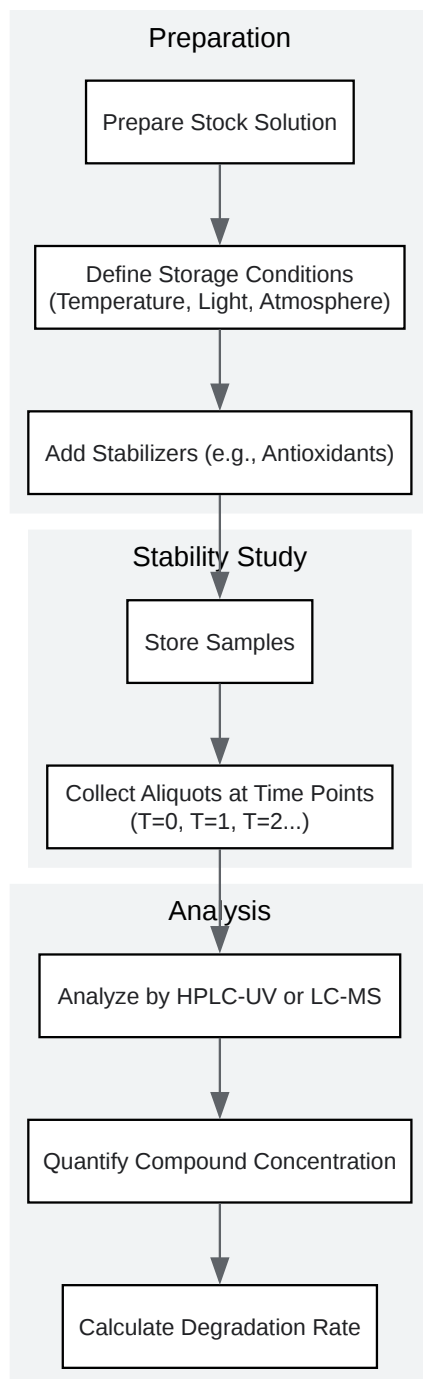 Preparation
Prepare Stock Solution
Define Storage Conditions
(Temperature, Light, Atmosphere)
Add Stabilizers (e.g., Antioxidants)
Stability Study
Store Samples
Collect Aliquots at Time Points
(T=0, T=1, T=2...)
Analysis
Analyze by HPLC-UV or LC-MS
Quantify Compound Concentration
Calculate Degradation Rate